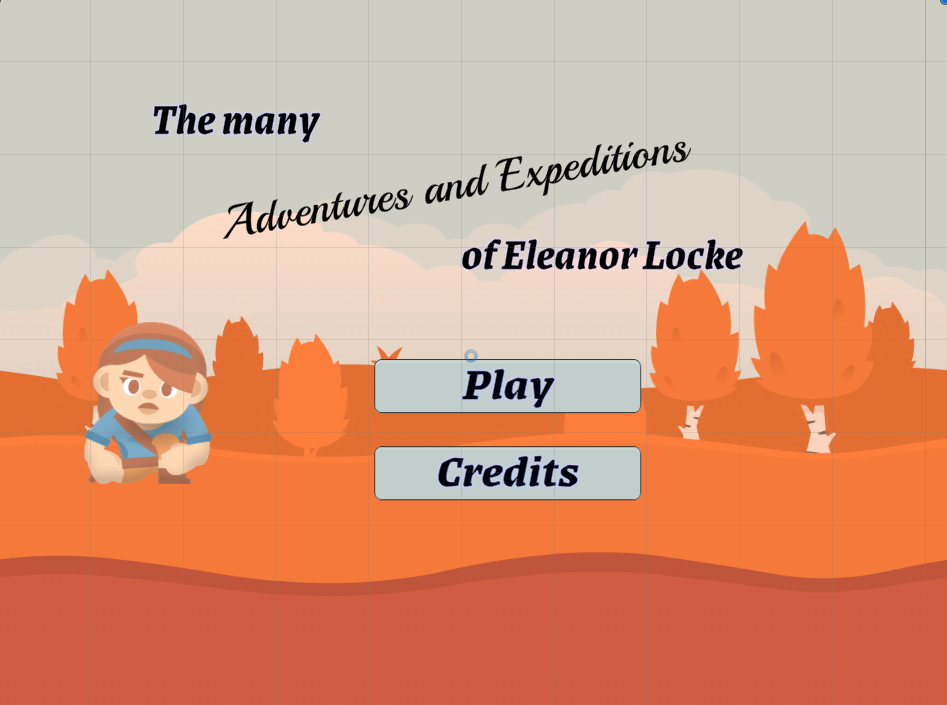 The many
Adventures and Expeditions
of Eleanor Locke
Play
Credits